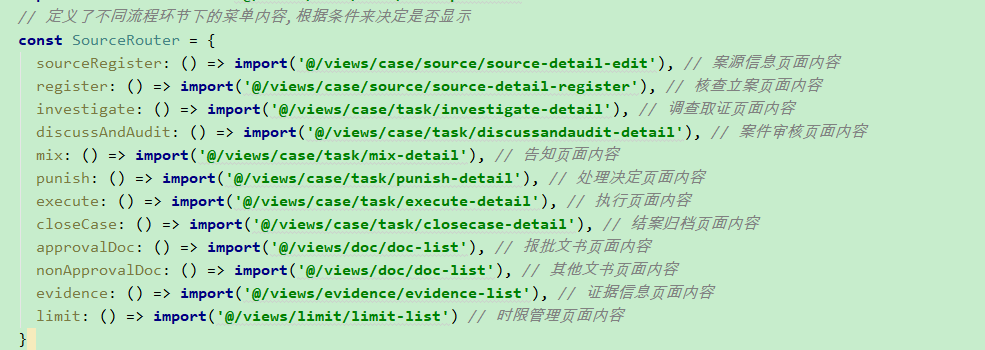 // 定义了不同流程环节下的菜单内容,根据条件来决定是否显示
const SourceRouter = {
  sourceRegister: () => import('@/views/case/source/source-detail-edit'), // 案源信息页面内容
  register: () => import('@/views/case/source/source-detail-register'), // 核查立案页面内容
  investigate: () => import('@/views/case/task/investigate-detail'), // 调查取证页面内容
  discussAndAudit: () => import('@/views/case/task/discussandaudit-detail'), // 案件审核页面内容
  mix: () => import('@/views/case/task/mix-detail'), // 告知页面内容
  punish: () => import('@/views/case/task/punish-detail'), // 处理决定页面内容
  execute: () => import('@/views/case/task/execute-detail'), // 执行页面内容
  closeCase: () => import('@/views/case/task/closecase-detail'), // 结案归档页面内容
  approvalDoc: () => import('@/views/doc/doc-list'), // 报批文书页面内容
  nonApprovalDoc: () => import('@/views/doc/doc-list'), // 其他文书页面内容
  evidence: () => import('@/views/evidence/evidence-list'), // 证据信息页面内容
  limit: () => import('@/views/limit/limit-list') // 时限管理页面内容
}